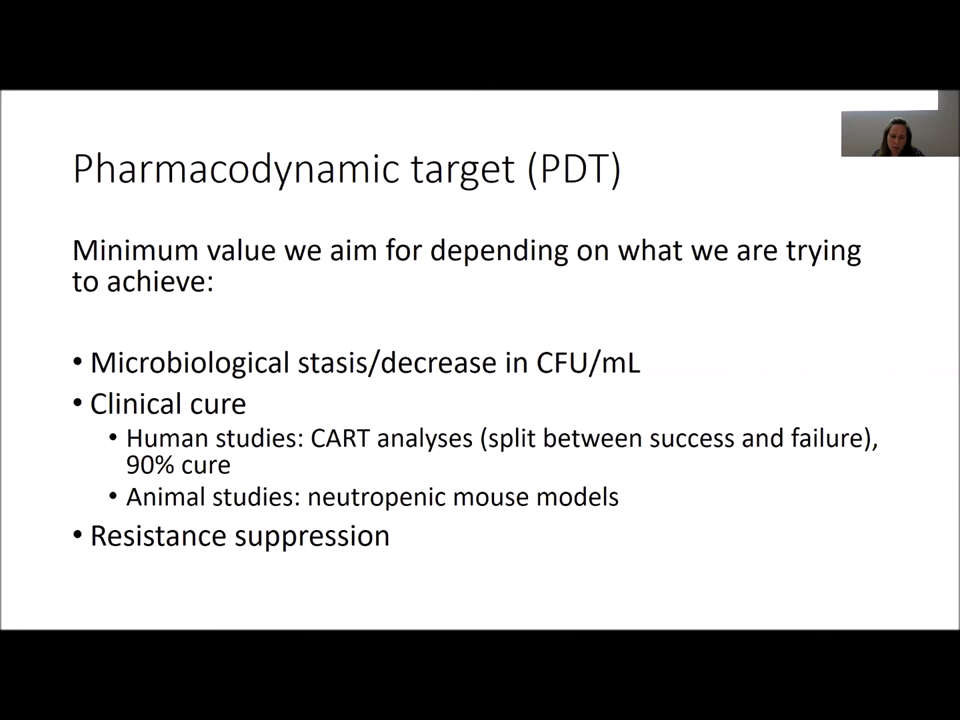 Pharmacodynamic target (PDT)
Minimum value we aim for depending on what we are trying
to achieve:
• Microbiological stasis/decrease in CFU/mL
• Clinical cure
• Human studies: CART analyses (split between success and failure),
90% cure
• Animal studies: neutropenic mouse models
• Resistance suppression